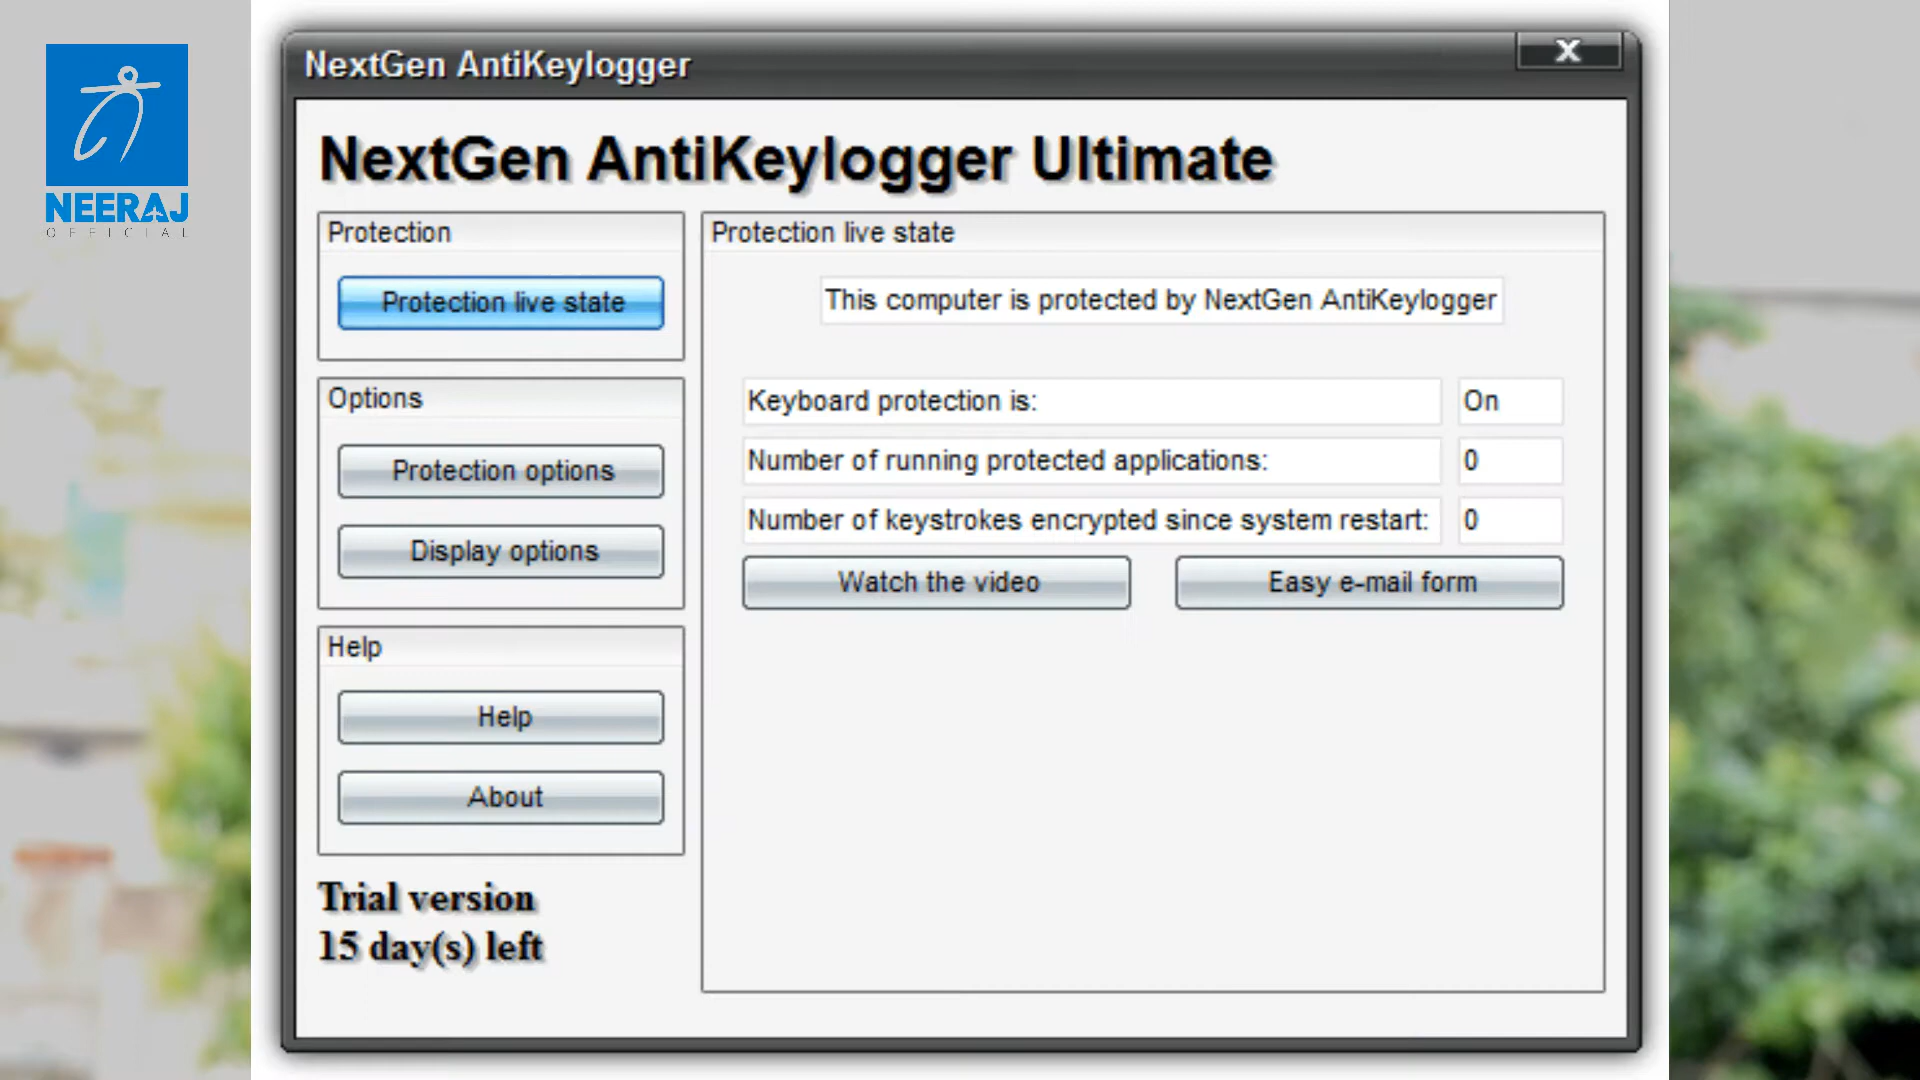 NEERAJ
OFFICIAL
NextGen AntiKeylogger
X
NextGen AntiKeylogger Ultimate
Protection
Protection live state
Options
Protection options
Display options
Help
Help
About
Trial version
15 day(s) left
Protection live state
This computer is protected by NextGen AntiKeylogger
Keyboard protection is: On
Number of running protected applications: 0
Number of keystrokes encrypted since system restart: 0
Watch the video Easy e-mail form